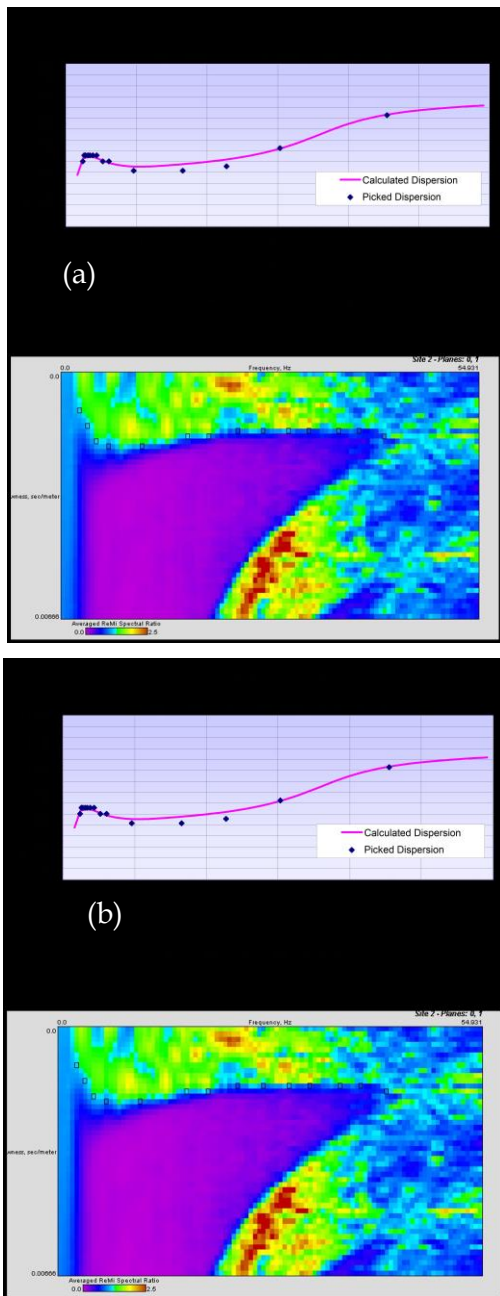 Calculated Dispersion
Picked Dispersion
(a)
Site 2 - Planes: 0, 1
0.0 Frequency, Hz 54.931
0.0
wness, sec/meter
0.00666
Averaged ReMi Spectral Ratio
0.0 2.5
Calculated Dispersion
Picked Dispersion
(b)
Site 2 - Planes: 0, 1
0.0 Frequency, Hz 54.931
0.0
wness, sec/meter
0.00666
Averaged ReMi Spectral Ratio
0.0 2.5